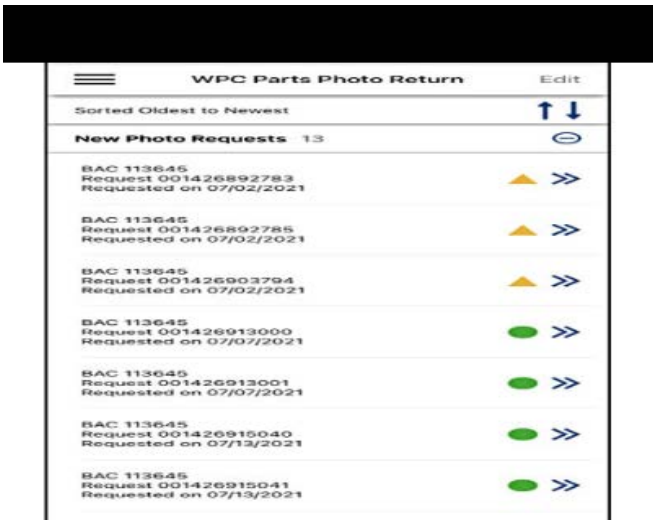 WPC Parts Photo Return Edit
Sorted Oldest to Newest
New Photo Requests 13
BAC 113645
Request 001426892783
Requested on 07/02/2021
BAC 113645
Request 001426892785
Requested on 07/02/2021
BAC 113645
Request 001426903794
Requested on 07/02/2021
BAC 113645
Request 001426913000
Requested on 07/07/2021
BAC 113645
Request 001426913001
Requested on 07/07/2021
BAC 113645
Request 001426915040
Requested on 07/13/2021
BAC 113645
Request 001426915041
Requested on 07/13/2021